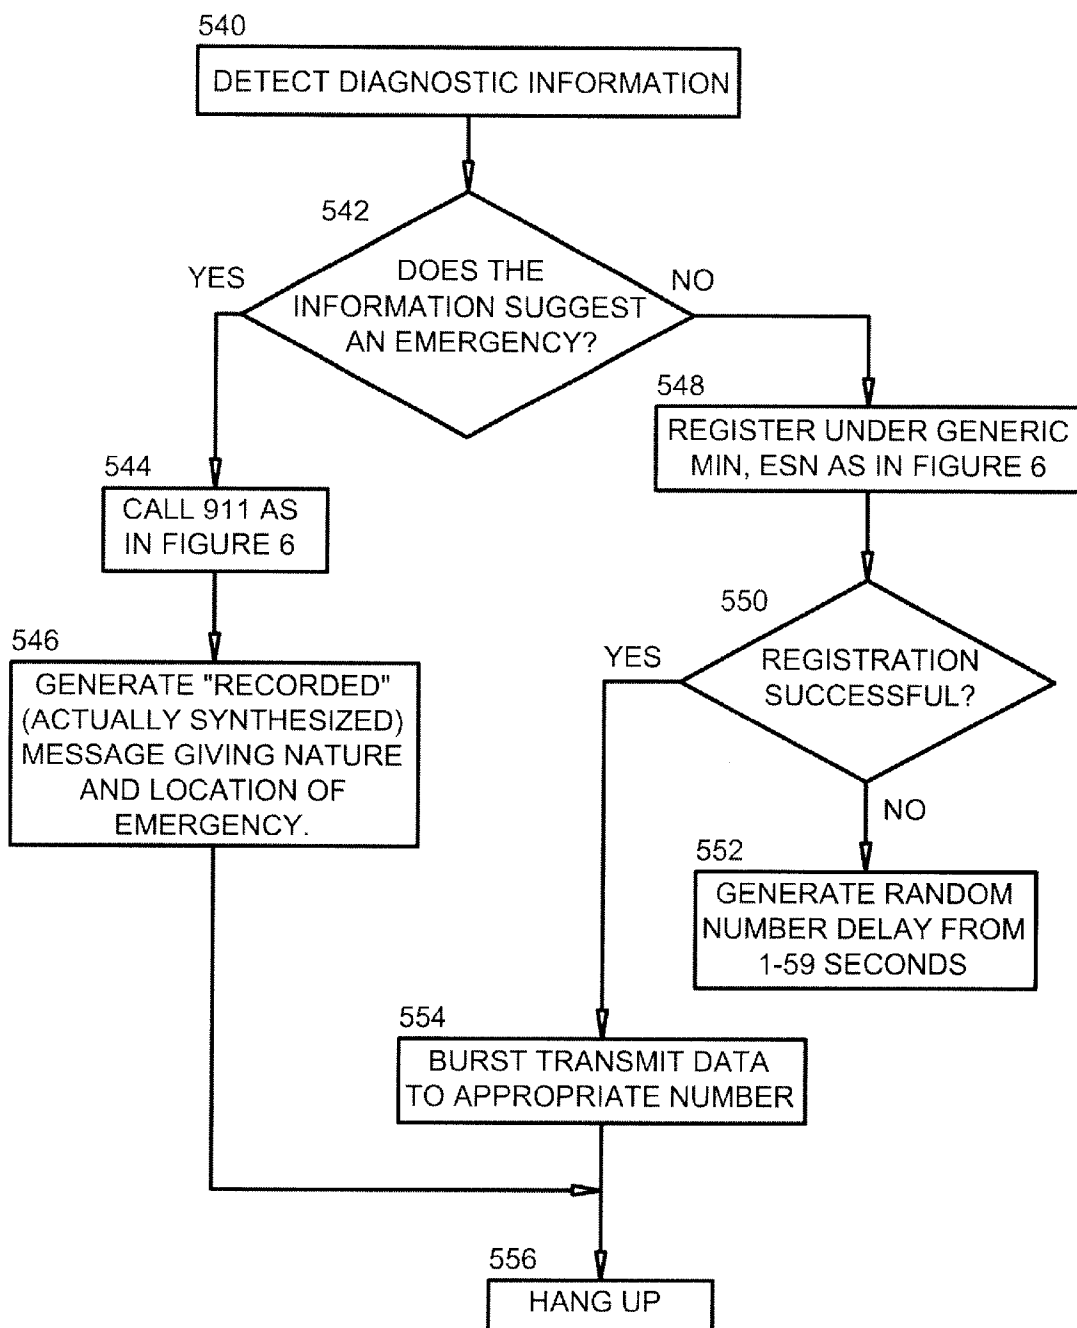 540
DETECT DIAGNOSTIC INFORMATION
542
YES
DOES THE
INFORMATION SUGGEST
AN EMERGENCY?
NO
544
CALL 911 AS
IN FIGURE 6
546
GENERATE "RECORDED"
(ACTUALLY SYNTHESIZED)
MESSAGE GIVING NATURE
AND LOCATION OF
EMERGENCY.
548
REGISTER UNDER GENERIC
MIN, ESN AS IN FIGURE 6
550
YES
REGISTRATION
SUCCESSFUL?
NO
552
GENERATE RANDOM
NUMBER DELAY FROM
1-59 SECONDS
554
BURST TRANSMIT DATA
TO APPROPRIATE NUMBER
556
HANG UP